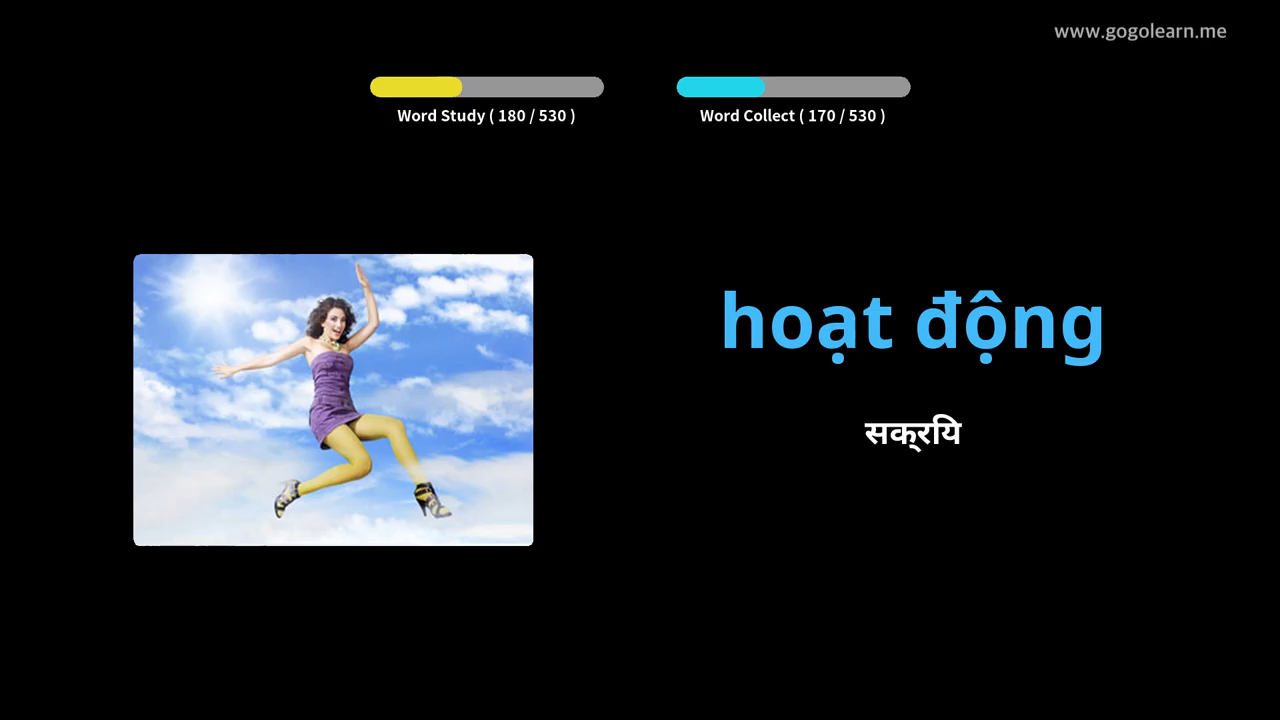 www.gogolearn.me
Word Study ( 180 / 530 )
Word Collect ( 170 / 530 )
hoạt động
सक्रिय